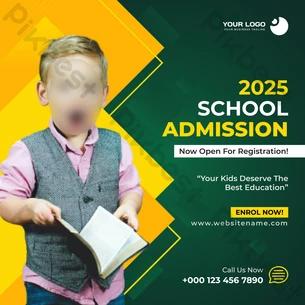 YOUR LOGO
YOUR BUSINESS TAGLINE
2025
SCHOOL
ADMISSION
Now Open For Registration!
“Your Kids Deserve The
Best Education”
ENROL NOW!
www.websitename.com
Call Us Now
+000 123 456 7890